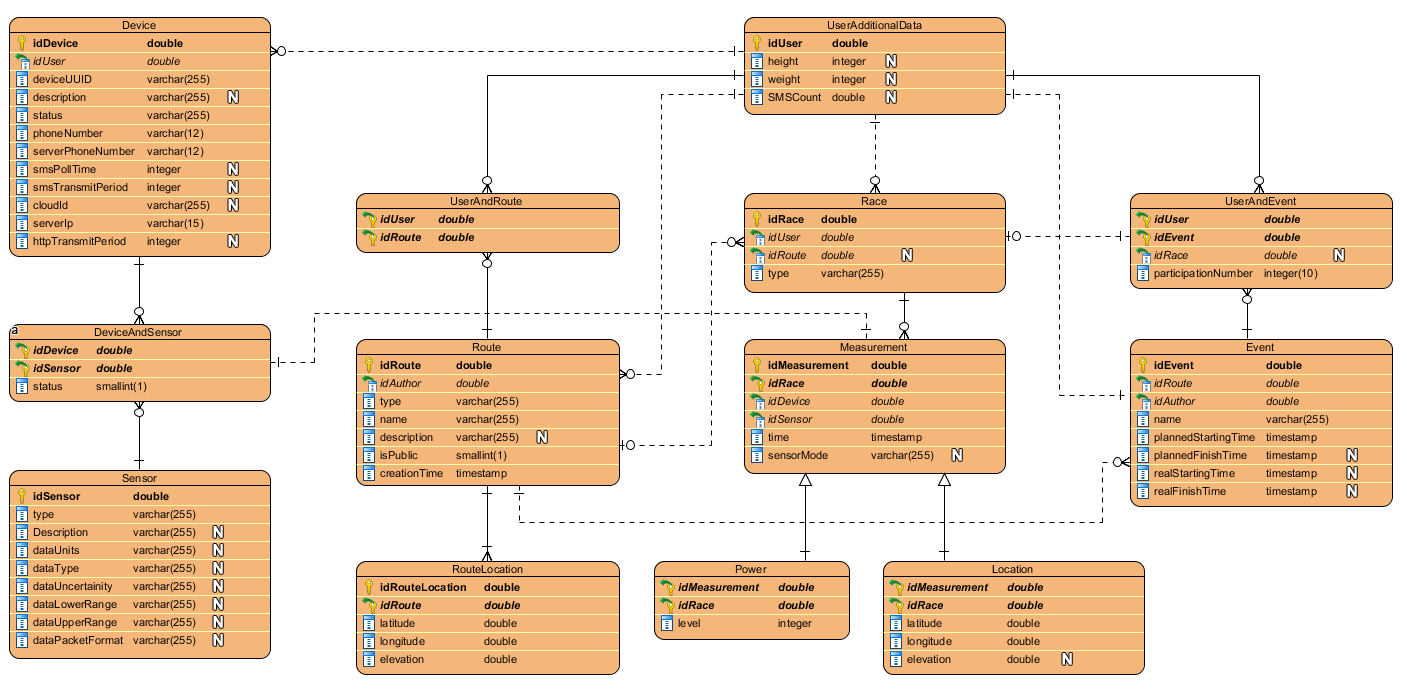 Device
idDevice double
idUser double
deviceUUID varchar(255)
description varchar(255) N
status varchar(255)
phoneNumber varchar(12)
serverPhoneNumber varchar(12)
smsPollTime integer N
smsTransmitPeriod integer N
cloudId varchar(255) N
serverIp varchar(15)
httpTransmitPeriod integer N
UserAdditionalData
idUser double
height integer N
weight integer N
SMSCount double N
UserAndRoute
idUser double
idRoute double
Race
idRace double
idUser double
idRoute double N
type varchar(255)
UserAndEvent
idUser double
idEvent double
idRace double N
participationNumber integer(10)
a
DeviceAndSensor
idDevice double
idSensor double
status smallint(1)
Route
idRoute double
idAuthor double
type varchar(255)
name varchar(255)
description varchar(255) N
isPublic smallint(1)
creationTime timestamp
Measurement
idMeasurement double
idRace double
idDevice double
idSensor double
time timestamp
sensorMode varchar(255) N
Event
idEvent double
idRoute double
idAuthor double
name varchar(255)
plannedStartingTime timestamp
plannedFinishTime timestamp N
realStartingTime timestamp N
realFinishTime timestamp N
Sensor
idSensor double
type varchar(255)
Description varchar(255) N
dataUnits varchar(255) N
dataType varchar(255) N
dataUncertainity varchar(255) N
dataLowerRange varchar(255) N
dataUpperRange varchar(255) N
dataPacketFormat varchar(255) N
RouteLocation
idRouteLocation double
idRoute double
latitude double
longitude double
elevation double
Power
idMeasurement double
idRace double
level integer
Location
idMeasurement double
idRace double
latitude double
longitude double
elevation double N